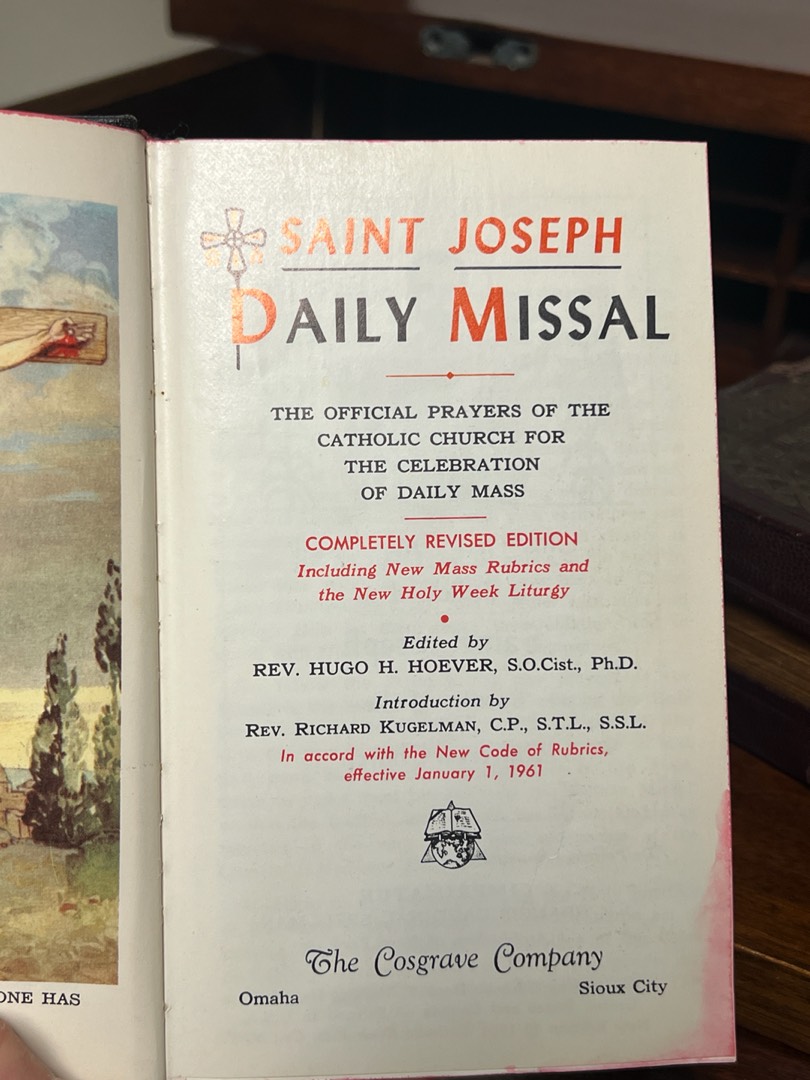 SAINT JOSEPH
DAILY MISSAL
THE OFFICIAL PRAYERS OF THE
CATHOLIC CHURCH FOR
THE CELEBRATION
OF DAILY MASS
COMPLETELY REVISED EDITION
Including New Mass Rubrics and
the New Holy Week Liturgy
Edited by
REV. HUGO H. HOEVER, S.O.Cist., Ph.D.
Introduction by
REV. RICHARD KUGELMAN, C.P., S.T.L., S.S.L.
In accord with the New Code of Rubrics,
effective January 1, 1961
The Cosgrave Company
Omaha
Sioux City
HAS